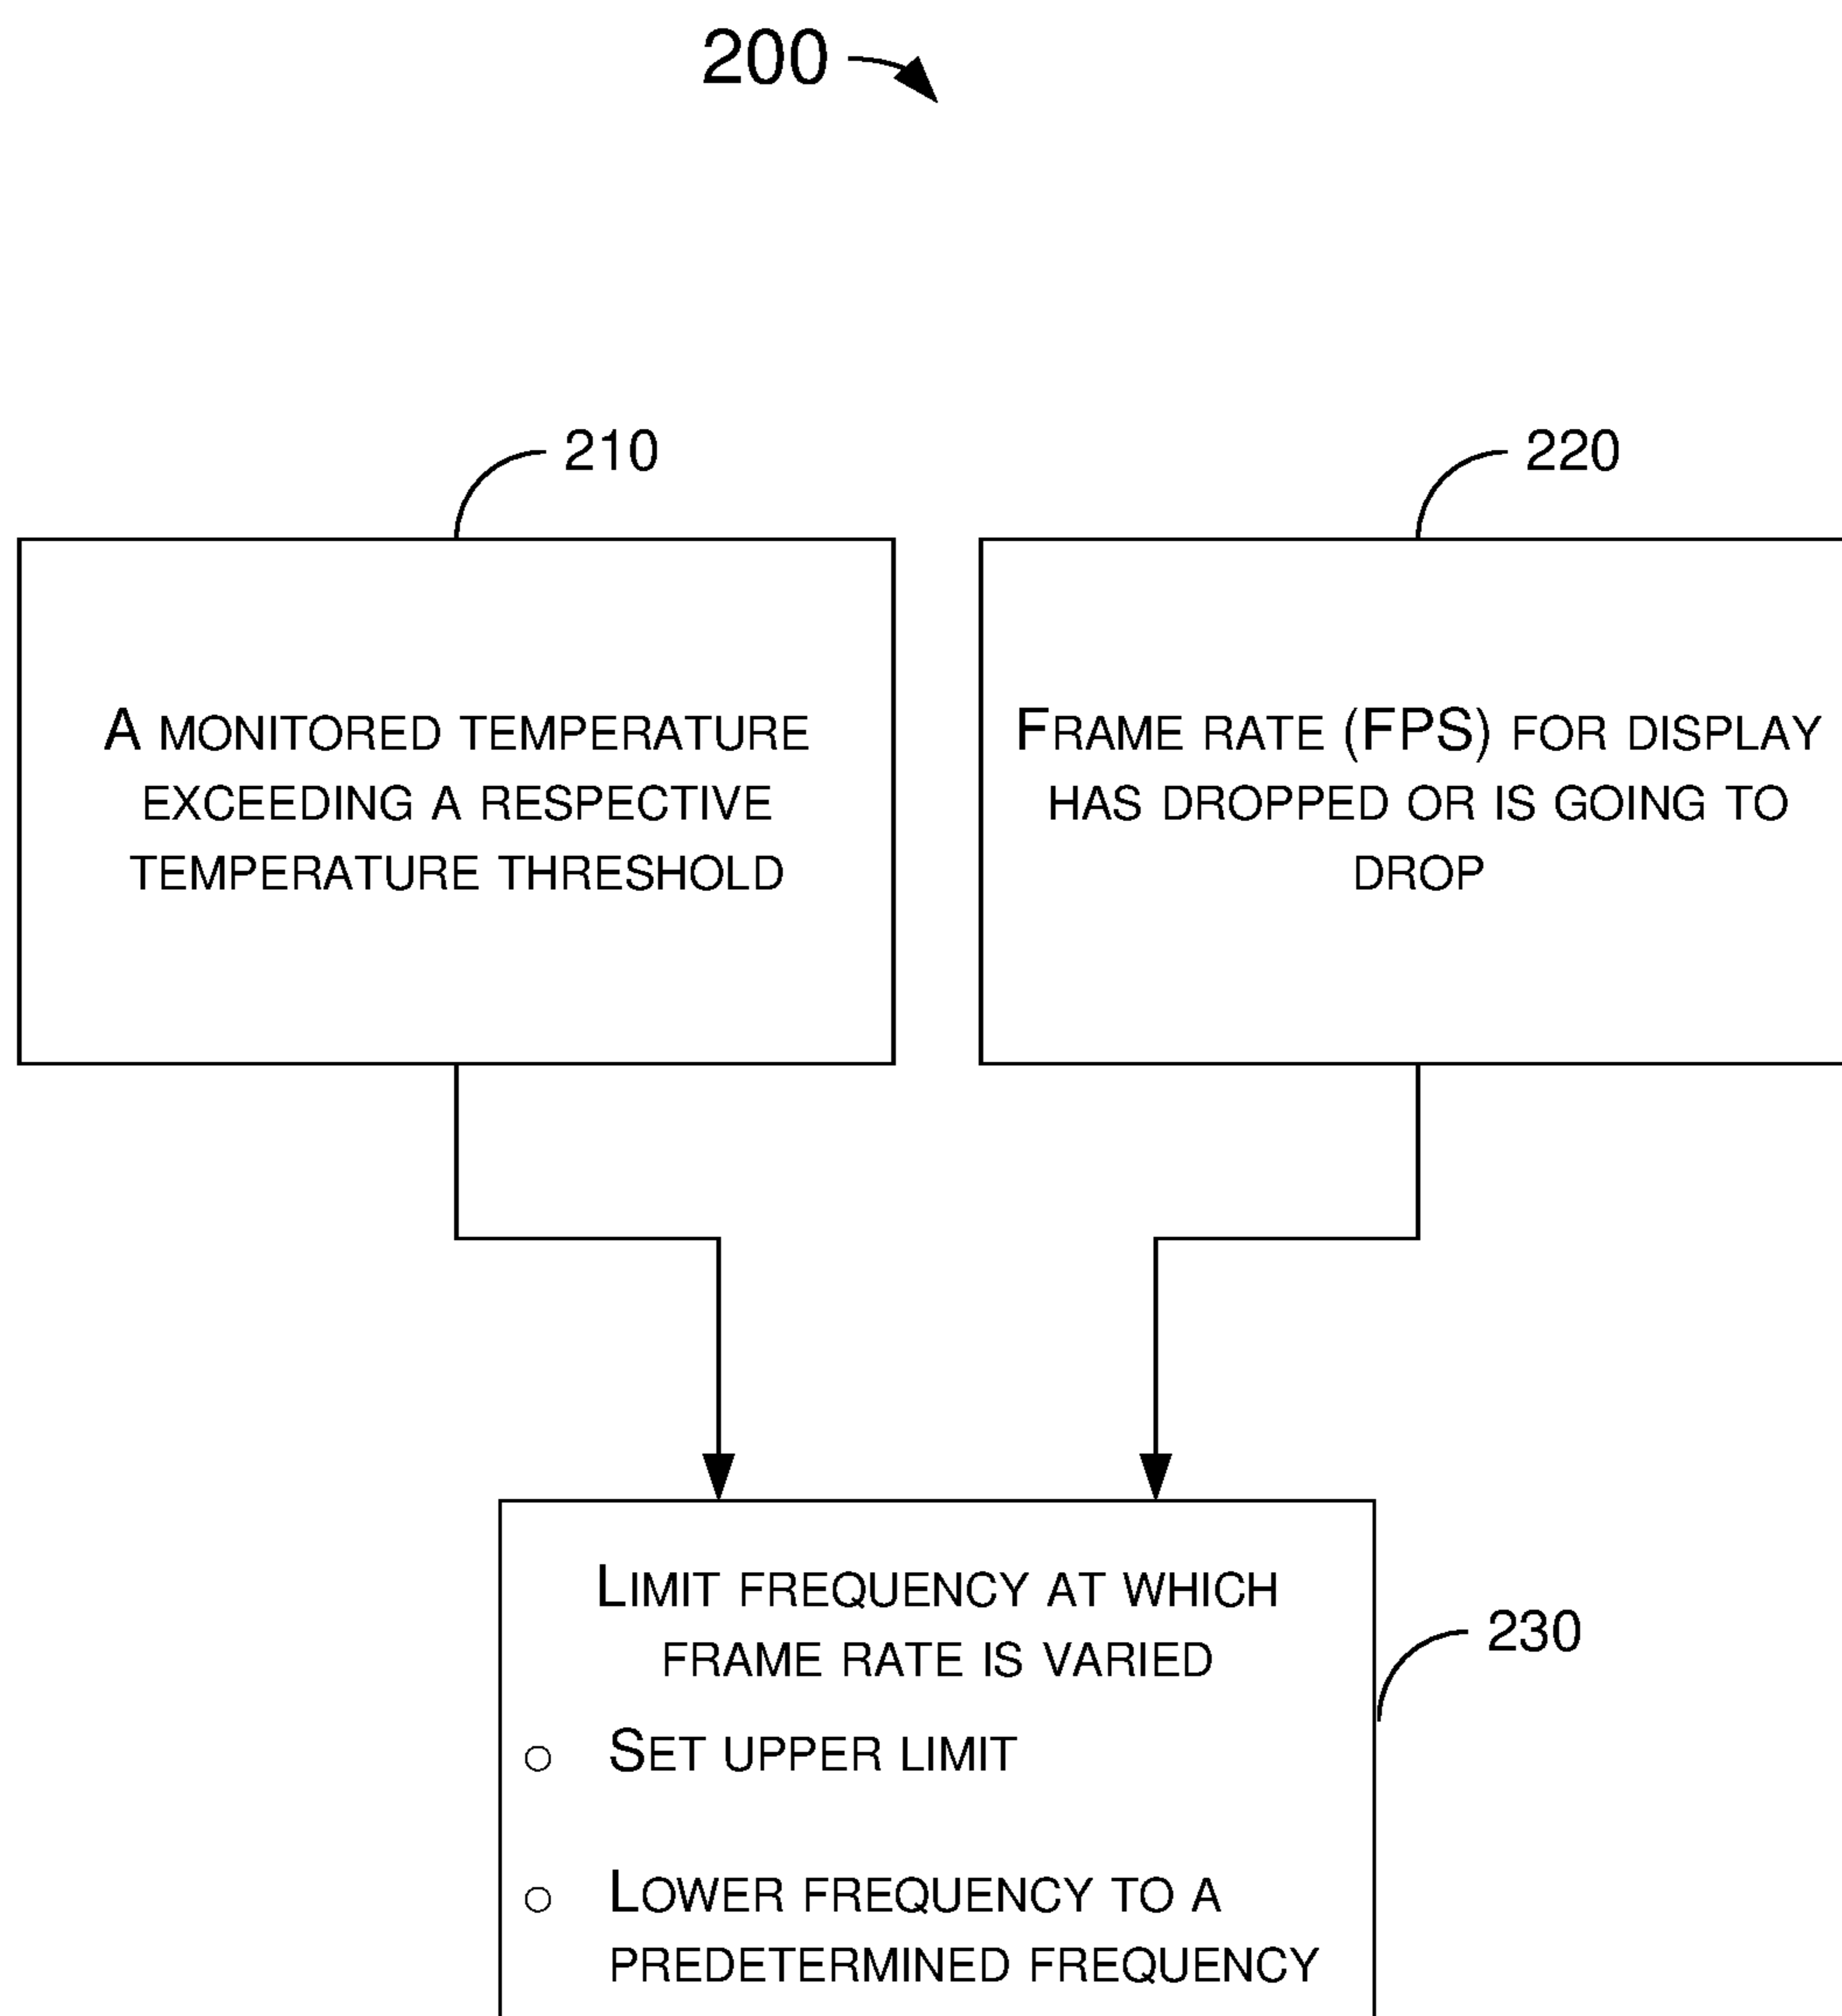 200
210
220
A MONITORED TEMPERATURE
EXCEEDING A RESPECTIVE
TEMPERATURE THRESHOLD
FRAME RATE (FPS) FOR DISPLAY
HAS DROPPED OR IS GOING TO
DROP
LIMIT FREQUENCY AT WHICH
FRAME RATE IS VARIED
230
SET UPPER LIMIT
LOWER FREQUENCY TO A
PREDETERMINED FREQUENCY